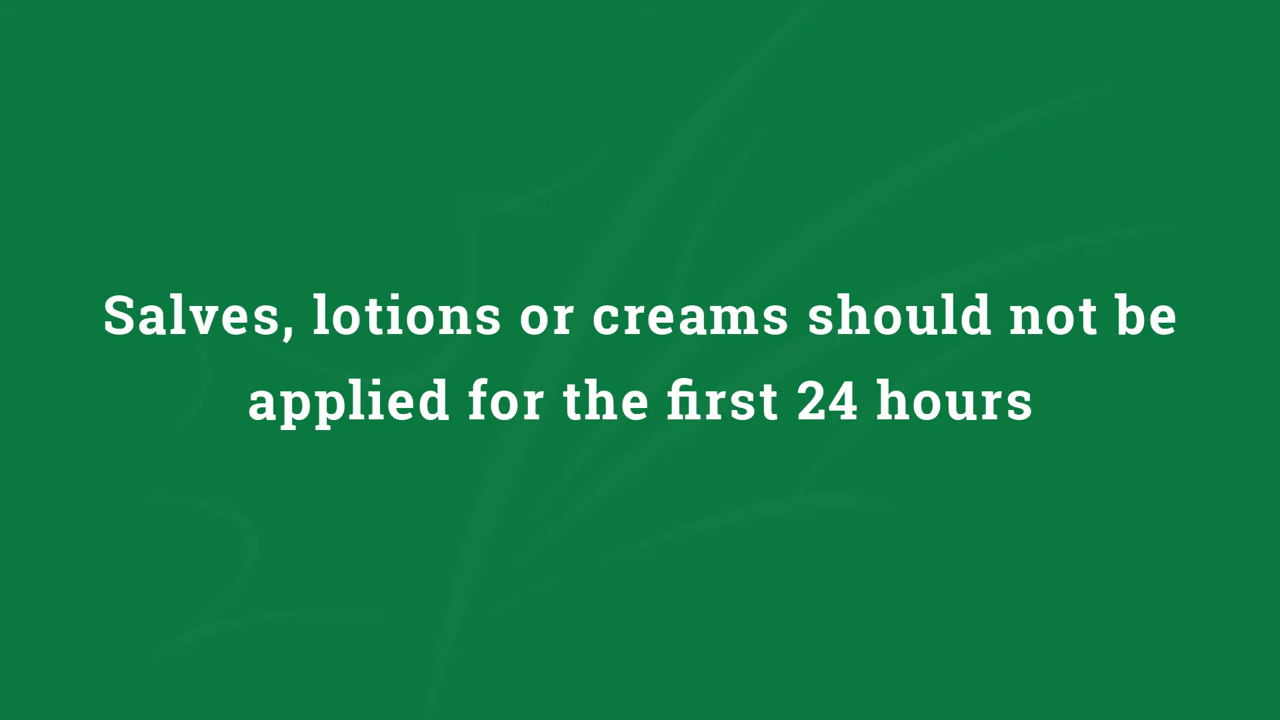 Salves, lotions or creams should not be
applied for the first 24 hours